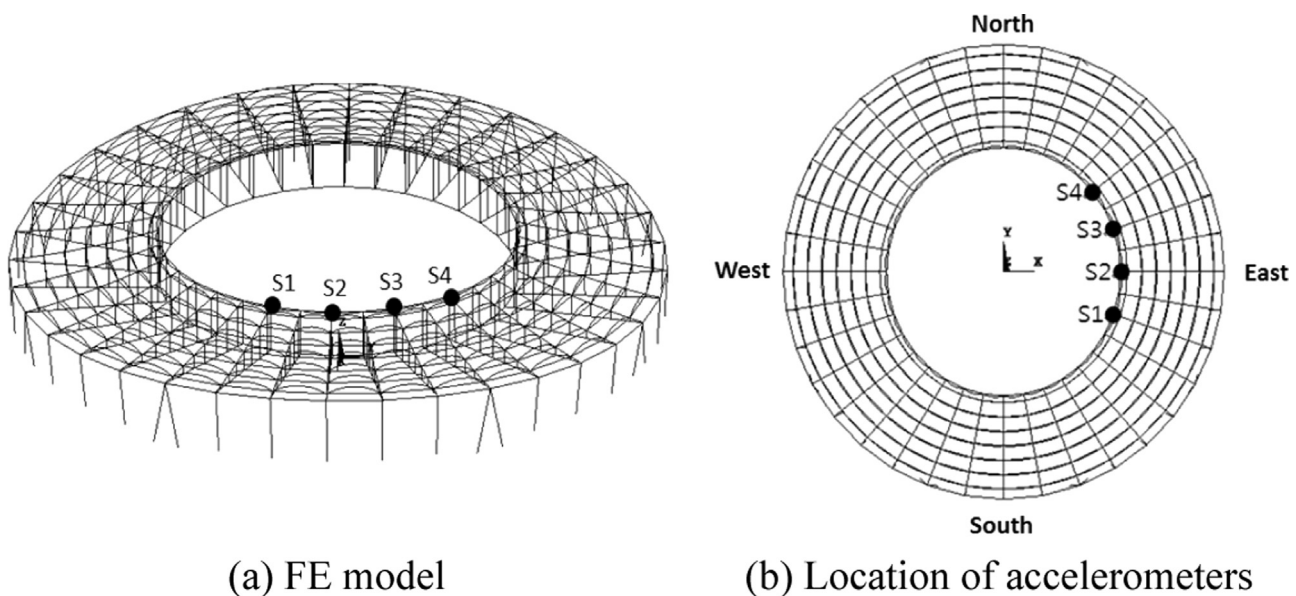 S1
S2
S3
S4
Z
North
S4
S3
Y
West
X
S2
East
S1
South
(a) FE model
(b) Location of accelerometers